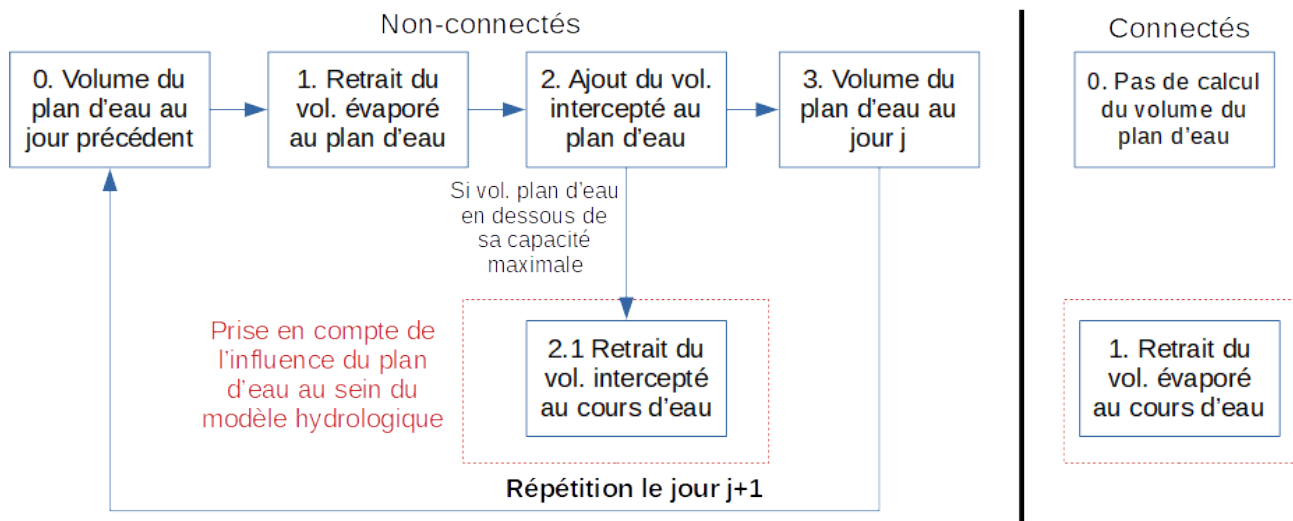 Non-connectés
0. Volume du
plan d'eau au
jour précédent
1. Retrait du
vol. évaporé
au plan d'eau
2. Ajout du vol.
intercepté au
plan d'eau
3. Volume du
plan d'eau au
jour j
Si vol. plan d'eau
en dessous de
sa capacité
maximale
Prise en compte de
l'influence du plan
d'eau au sein du
modèle hydrologique
2.1 Retrait du
vol. intercepté
au cours d'eau
Répétition le jour j+1
Connectés
0. Pas de calcul
du volume du
plan d'eau
1. Retrait du
vol. évaporé
au cours d'eau